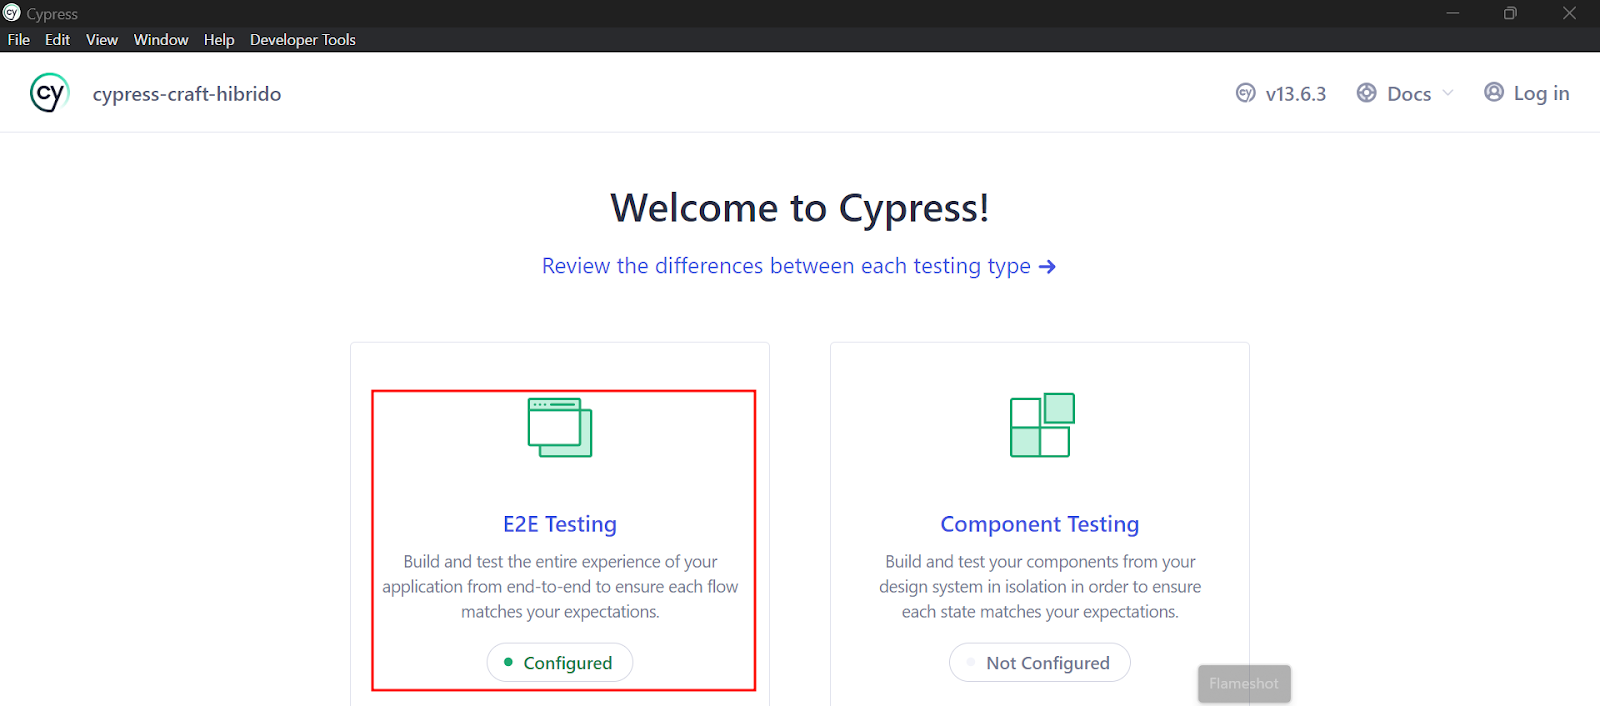 Cypress
File Edit View Window Help Developer Tools
cy cypress-craft-hibrido cy v13.6.3 Docs Log in
Welcome to Cypress!
Review the differences between each testing type →
E2E Testing
Build and test the entire experience of your
application from end-to-end to ensure each flow
matches your expectations.
Configured
Component Testing
Build and test your components from your
design system in isolation in order to ensure
each state matches your expectations.
Not Configured
Flameshot